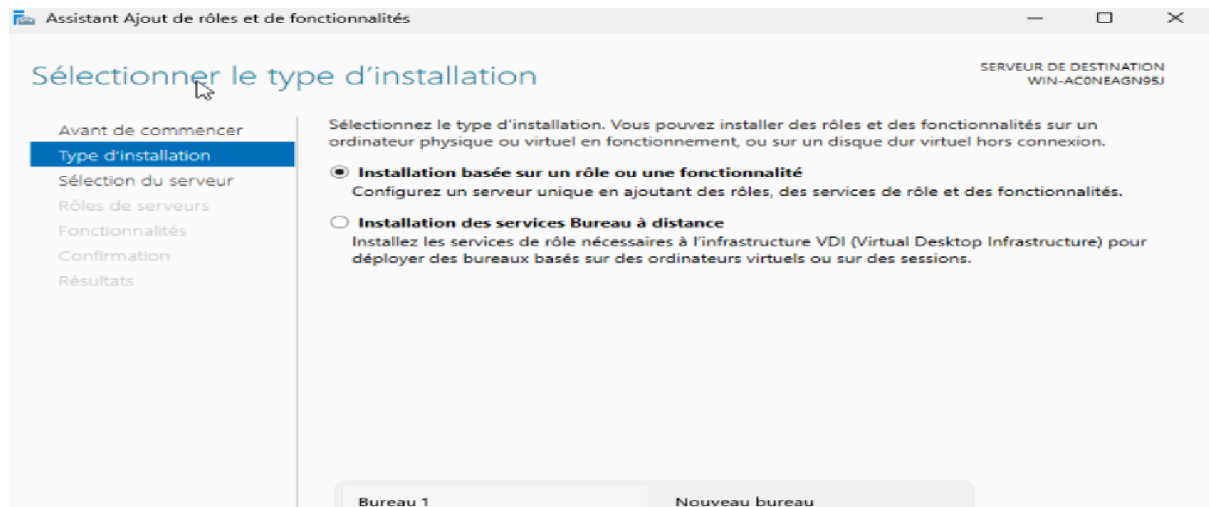 Assistant Ajout de rôles et de fonctionnalités
Sélectionner le type d'installation
SERVEUR DE DESTINATION
WIN-AC0NEAGN95J
Avant de commencer
Type d'installation
Sélection du serveur
Rôles de serveurs
Fonctionnalités
Confirmation
Résultats
Sélectionnez le type d'installation. Vous pouvez installer des rôles et des fonctionnalités sur un
ordinateur physique ou virtuel en fonctionnement, ou sur un disque dur virtuel hors connexion.
Installation basée sur un rôle ou une fonctionnalité
Configurez un serveur unique en ajoutant des rôles, des services de rôle et des fonctionnalités.
Installation des services Bureau à distance
Installez les services de rôle nécessaires à l'infrastructure VDI (Virtual Desktop Infrastructure) pour
déployer des bureaux basés sur des ordinateurs virtuels ou sur des sessions.
Bureau 1
Nouveau bureau